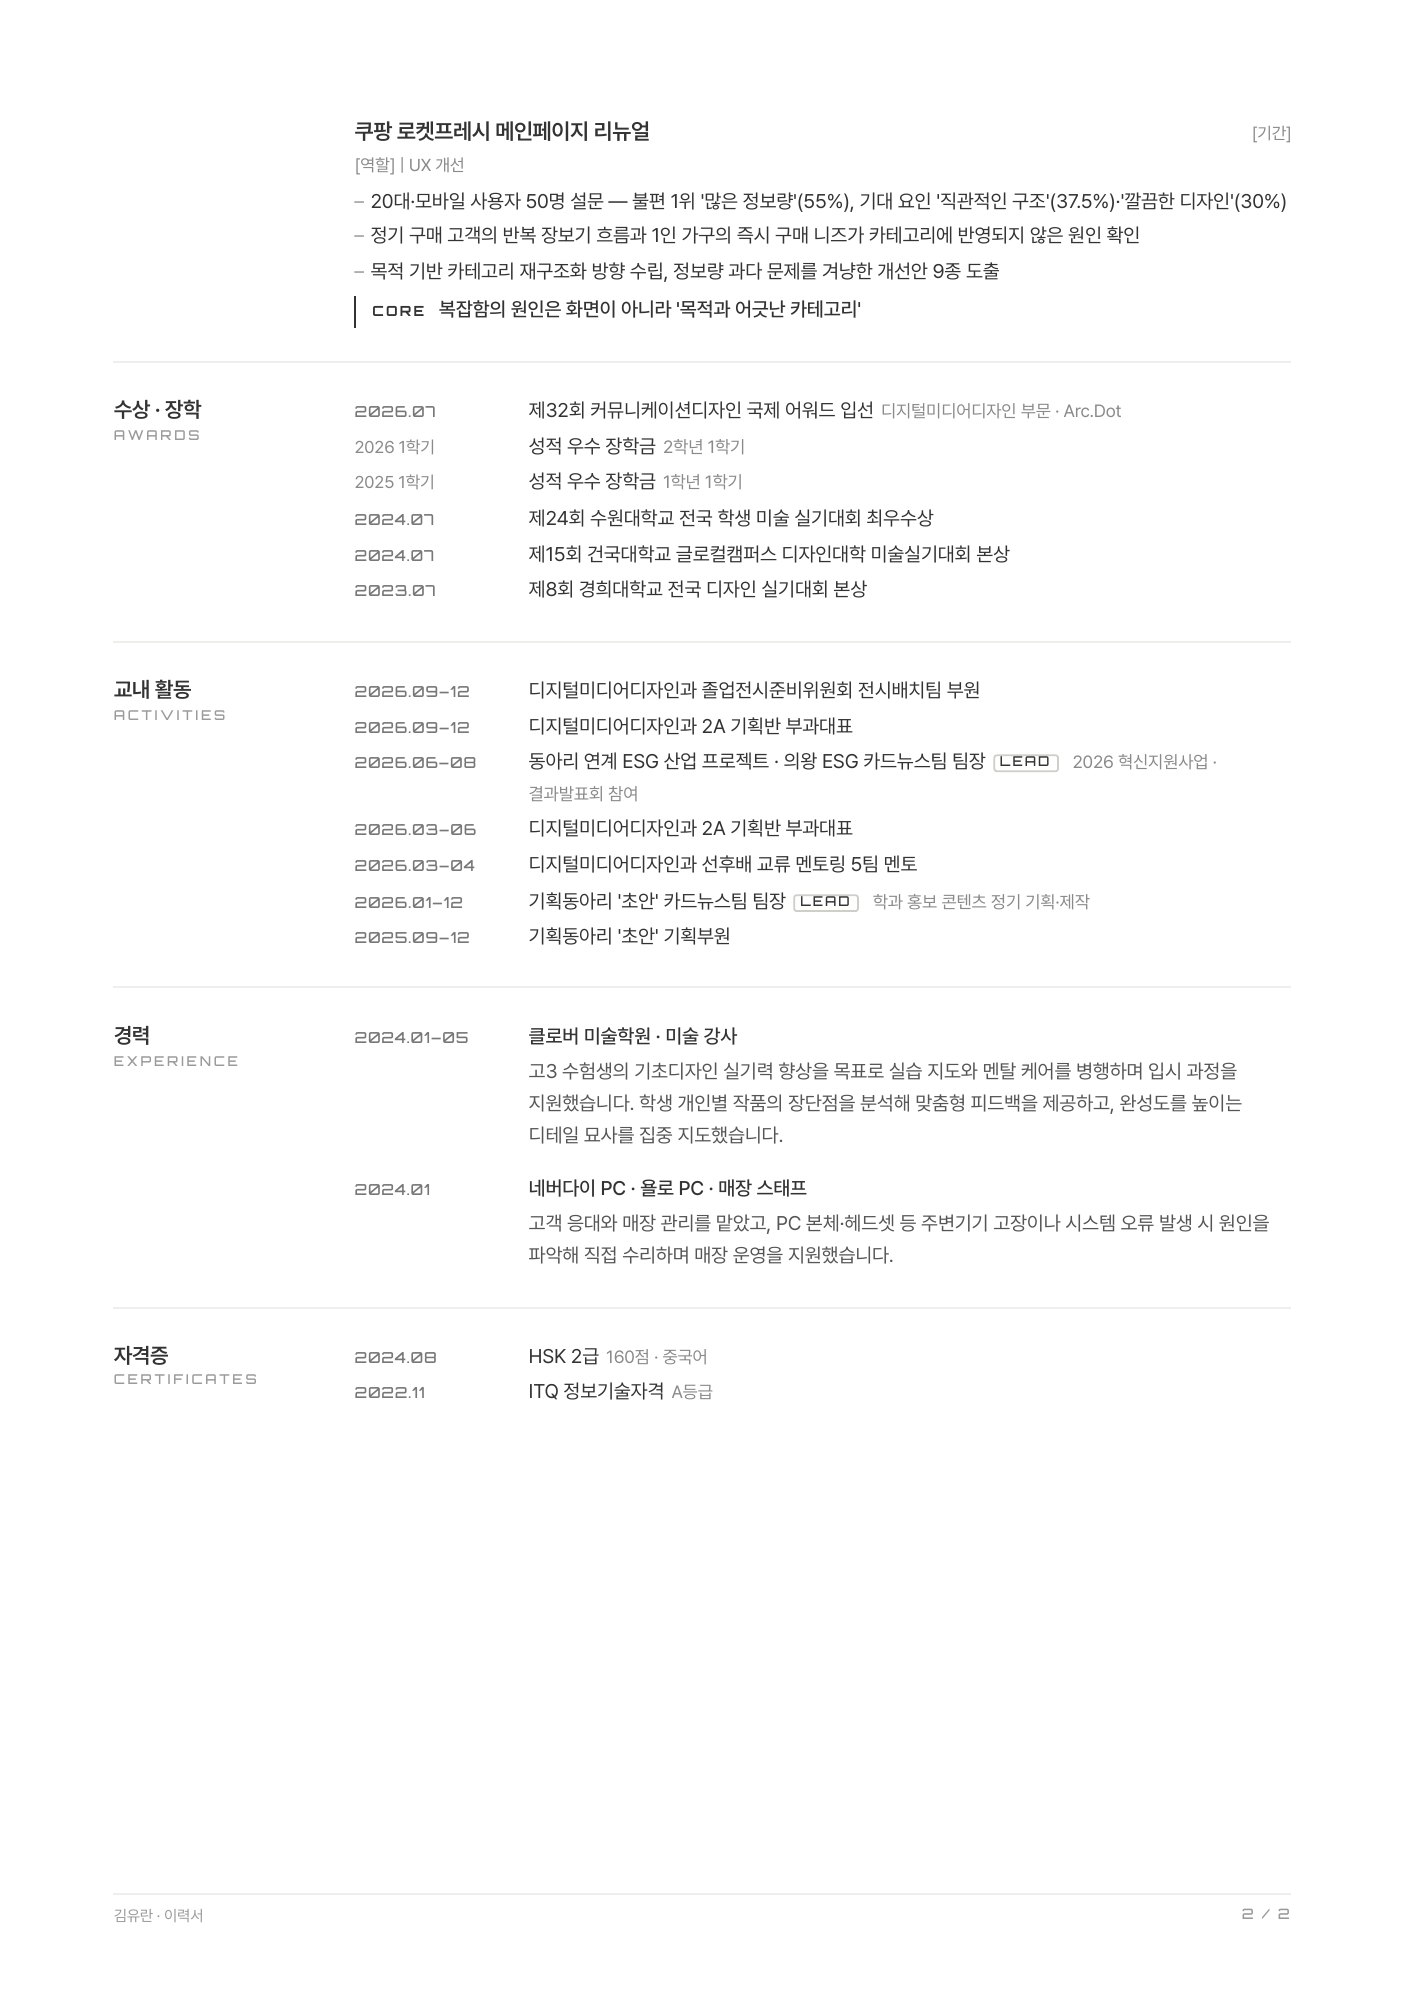 쿠팡 로켓프레시 메인페이지 리뉴얼 [기간]
[역할] | UX 개선
– 20대·모바일 사용자 50명 설문 — 불편 1위 '많은 정보량'(55%), 기대 요인 '직관적인 구조'(37.5%)·'깔끔한 디자인'(30%)
– 정기 구매 고객의 반복 장보기 흐름과 1인 가구의 즉시 구매 니즈가 카테고리에 반영되지 않은 원인 확인
– 목적 기반 카테고리 재구조화 방향 수립, 정보량 과다 문제를 겨냥한 개선안 9종 도출
CORE 복잡함의 원인은 화면이 아니라 '목적과 어긋난 카테고리'
수상 · 장학
AWARDS
2026.07 제32회 커뮤니케이션디자인 국제 어워드 입선 디지털미디어디자인 부문 · Arc.Dot
2026 1학기 성적 우수 장학금 2학년 1학기
2025 1학기 성적 우수 장학금 1학년 1학기
2024.07 제24회 수원대학교 전국 학생 미술 실기대회 최우수상
2024.07 제15회 건국대학교 글로컬캠퍼스 디자인대학 미술실기대회 본상
2023.07 제8회 경희대학교 전국 디자인 실기대회 본상
교내 활동
ACTIVITIES
2026.09–12 디지털미디어디자인과 졸업전시준비위원회 전시배치팀 부원
2026.09–12 디지털미디어디자인과 2A 기획반 부과대표
2026.06–08 동아리 연계 ESG 산업 프로젝트 · 의왕 ESG 카드뉴스팀 팀장 LEAD 2026 혁신지원사업 ·
결과발표회 참여
2026.03–06 디지털미디어디자인과 2A 기획반 부과대표
2026.03–04 디지털미디어디자인과 선후배 교류 멘토링 5팀 멘토
2026.01–12 기획동아리 '초안' 카드뉴스팀 팀장 LEAD 학과 홍보 콘텐츠 정기 기획·제작
2025.09–12 기획동아리 '초안' 기획부원
경력
EXPERIENCE
2024.01–05 클로버 미술학원 · 미술 강사
고3 수험생의 기초디자인 실기력 향상을 목표로 실습 지도와 멘탈 케어를 병행하며 입시 과정을
지원했습니다. 학생 개인별 작품의 장단점을 분석해 맞춤형 피드백을 제공하고, 완성도를 높이는
디테일 묘사를 집중 지도했습니다.
2024.01 네버다이 PC · 욜로 PC · 매장 스태프
고객 응대와 매장 관리를 맡았고, PC 본체·헤드셋 등 주변기기 고장이나 시스템 오류 발생 시 원인을
파악해 직접 수리하며 매장 운영을 지원했습니다.
자격증
CERTIFICATES
2024.08 HSK 2급 160점 · 중국어
2022.11 ITQ 정보기술자격 A등급
김유란 · 이력서 2 / 2